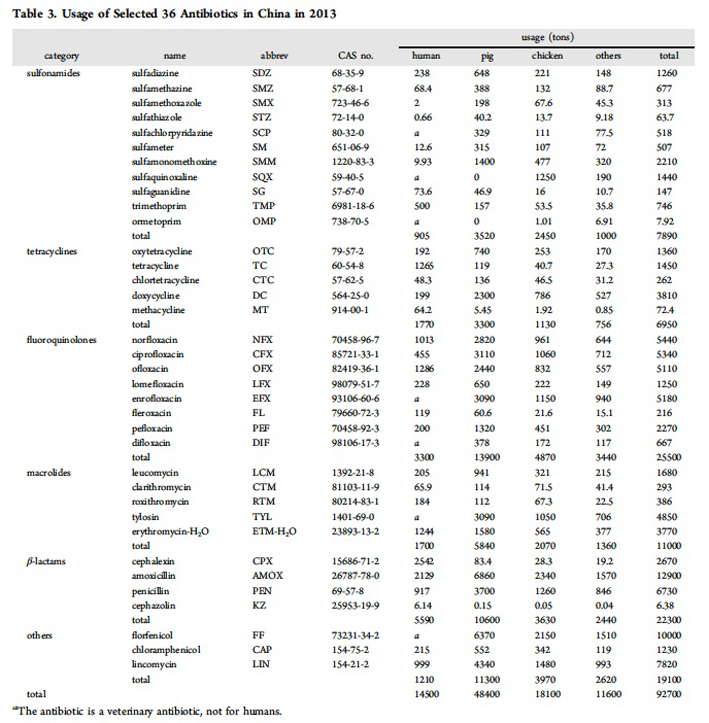 Table 3. Usage of Selected 36 Antibiotics in China in 2013
usage (tons)
category name abbrev CAS no. human pig chicken others total
sulfonamides sulfadiazine SDZ 68-35-9 238 648 221 148 1260
sulfamethazine SMZ 57-68-1 68.4 388 132 88.7 677
sulfamethoxazole SMX 723-46-6 2 198 67.6 45.3 313
sulfathiazole STZ 72-14-0 0.66 40.2 13.7 9.18 63.7
sulfachlorpyridazine SCP 80-32-0 a 329 111 77.5 518
sulfameter SM 651-06-9 12.6 315 107 72 507
sulfamonomethoxine SMM 1220-83-3 9.93 1400 477 320 2210
sulfaquinoxaline SQX 59-40-5 a 0 1250 190 1440
sulfaguanidine SG 57-67-0 73.6 46.9 16 10.7 147
trimethoprim TMP 6981-18-6 500 157 53.5 35.8 746
ormetoprim OMP 738-70-5 a 0 1.01 6.91 7.92
total 905 3520 2450 1000 7890
tetracyclines oxytetracycline OTC 79-57-2 192 740 253 170 1360
tetracycline TC 60-54-8 1265 119 40.7 27.3 1450
chlortetracycline CTC 57-62-5 48.3 136 46.5 31.2 262
doxycycline DC 564-25-0 199 2300 786 527 3810
methacycline MT 914-00-1 64.2 5.45 1.92 0.85 72.4
total 1770 3300 1130 756 6950
fluoroquinolones norfloxacin NFX 70458-96-7 1013 2820 961 644 5440
ciprofloxacin CFX 85721-33-1 455 3110 1060 712 5340
ofloxacin OFX 82419-36-1 1286 2440 832 557 5110
lomefloxacin LFX 98079-51-7 228 650 222 149 1250
enrofloxacin EFX 93106-60-6 a 3090 1150 940 5180
fleroxacin FL 79660-72-3 119 60.6 21.6 15.1 216
pefloxacin PEF 70458-92-3 200 1320 451 302 2270
difloxacin DIF 98106-17-3 a 378 172 117 667
total 3300 13900 4870 3440 25500
macrolides leucomycin LCM 1392-21-8 205 941 321 215 1680
clarithromycin CTM 81103-11-9 65.9 114 71.5 41.4 293
roxithromycin RTM 80214-83-1 184 112 67.3 22.5 386
tylosin TYL 1401-69-0 a 3090 1050 706 4850
erythromycin-H₂O ETM-H₂O 23893-13-2 1244 1580 565 377 3770
total 1700 5840 2070 1360 11000
β-lactams cephalexin CPX 15686-71-2 2542 83.4 28.3 19.2 2670
amoxicillin AMOX 26787-78-0 2129 6860 2340 1570 12900
penicillin PEN 69-57-8 917 3700 1260 846 6730
cephazolin KZ 25953-19-9 6.14 0.15 0.05 0.04 6.38
total 5590 10600 3630 2440 22300
others florfenicol FF 73231-34-2 a 6370 2150 1510 10000
chloramphenicol CAP 154-75-2 215 552 342 119 1230
lincomycin LIN 154-21-2 999 4340 1480 993 7820
total 1210 11300 3970 2620 19100
total 14500 48400 18100 11600 92700
aThe antibiotic is a veterinary antibiotic, not for humans.